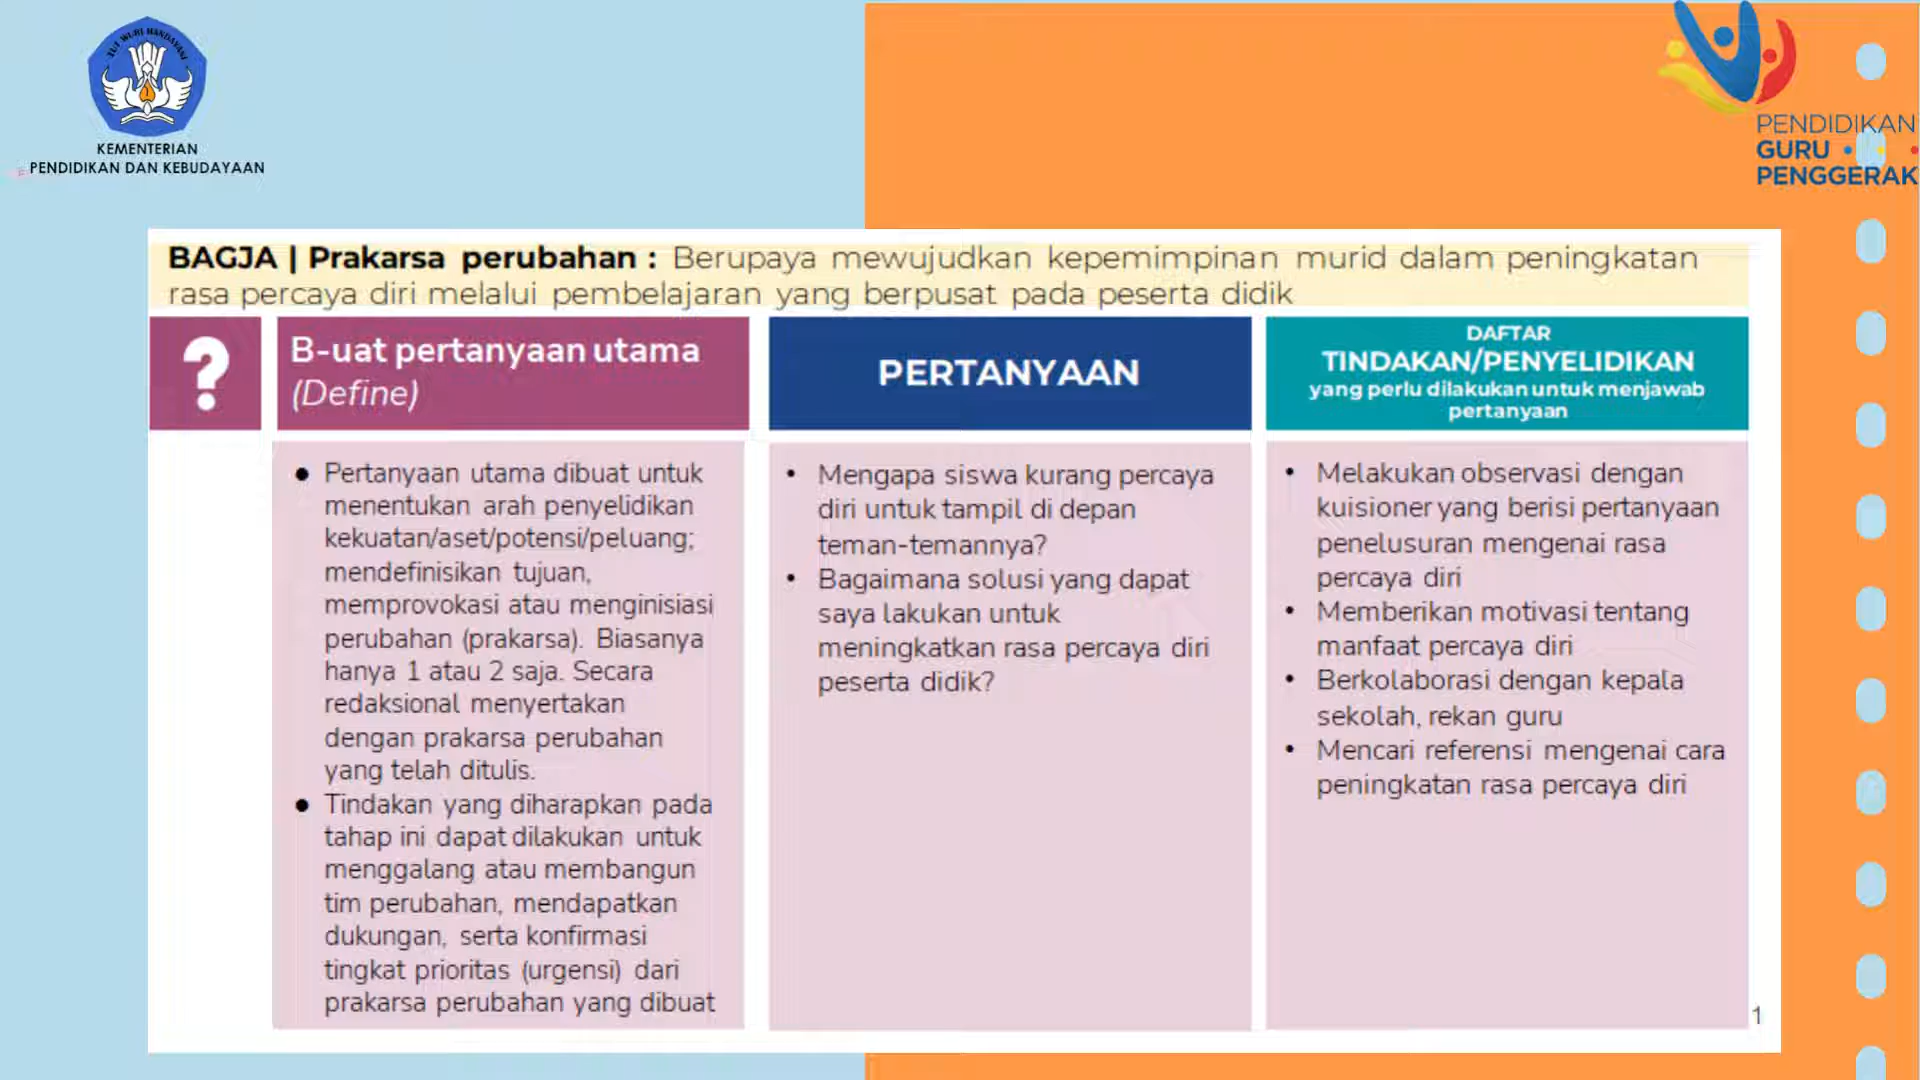 TUT WURI HANDAYANI
KEMENTERIAN
PENDIDIKAN DAN KEBUDAYAAN
PENDIDIKAN
GURU
PENGGERAK
BAGJA | Prakarsa perubahan : Berupaya mewujudkan kepemimpinan murid dalam peningkatan
rasa percaya diri melalui pembelajaran yang berpusat pada peserta didik
?
B-uat pertanyaan utama
(Define)
• Pertanyaan utama dibuat untuk
menentukan arah penyelidikan
kekuatan/aset/potensi/peluang;
mendefinisikan tujuan,
memprovokasi atau menginisiasi
perubahan (prakarsa). Biasanya
hanya 1 atau 2 saja. Secara
redaksional menyertakan
dengan prakarsa perubahan
yang telah ditulis.
• Tindakan yang diharapkan pada
tahap ini dapat dilakukan untuk
menggalang atau membangun
tim perubahan, mendapatkan
dukungan, serta konfirmasi
tingkat prioritas (urgensi) dari
prakarsa perubahan yang dibuat
PERTANYAAN
• Mengapa siswa kurang percaya
diri untuk tampil di depan
teman-temannya?
• Bagaimana solusi yang dapat
saya lakukan untuk
meningkatkan rasa percaya diri
peserta didik?
DAFTAR
TINDAKAN/PENYELIDIKAN
yang perlu dilakukan untuk menjawab
pertanyaan
• Melakukan observasi dengan
kuisioner yang berisi pertanyaan
penelusuran mengenai rasa
percaya diri
• Memberikan motivasi tentang
manfaat percaya diri
• Berkolaborasi dengan kepala
sekolah, rekan guru
• Mencari referensi mengenai cara
peningkatan rasa percaya diri
1